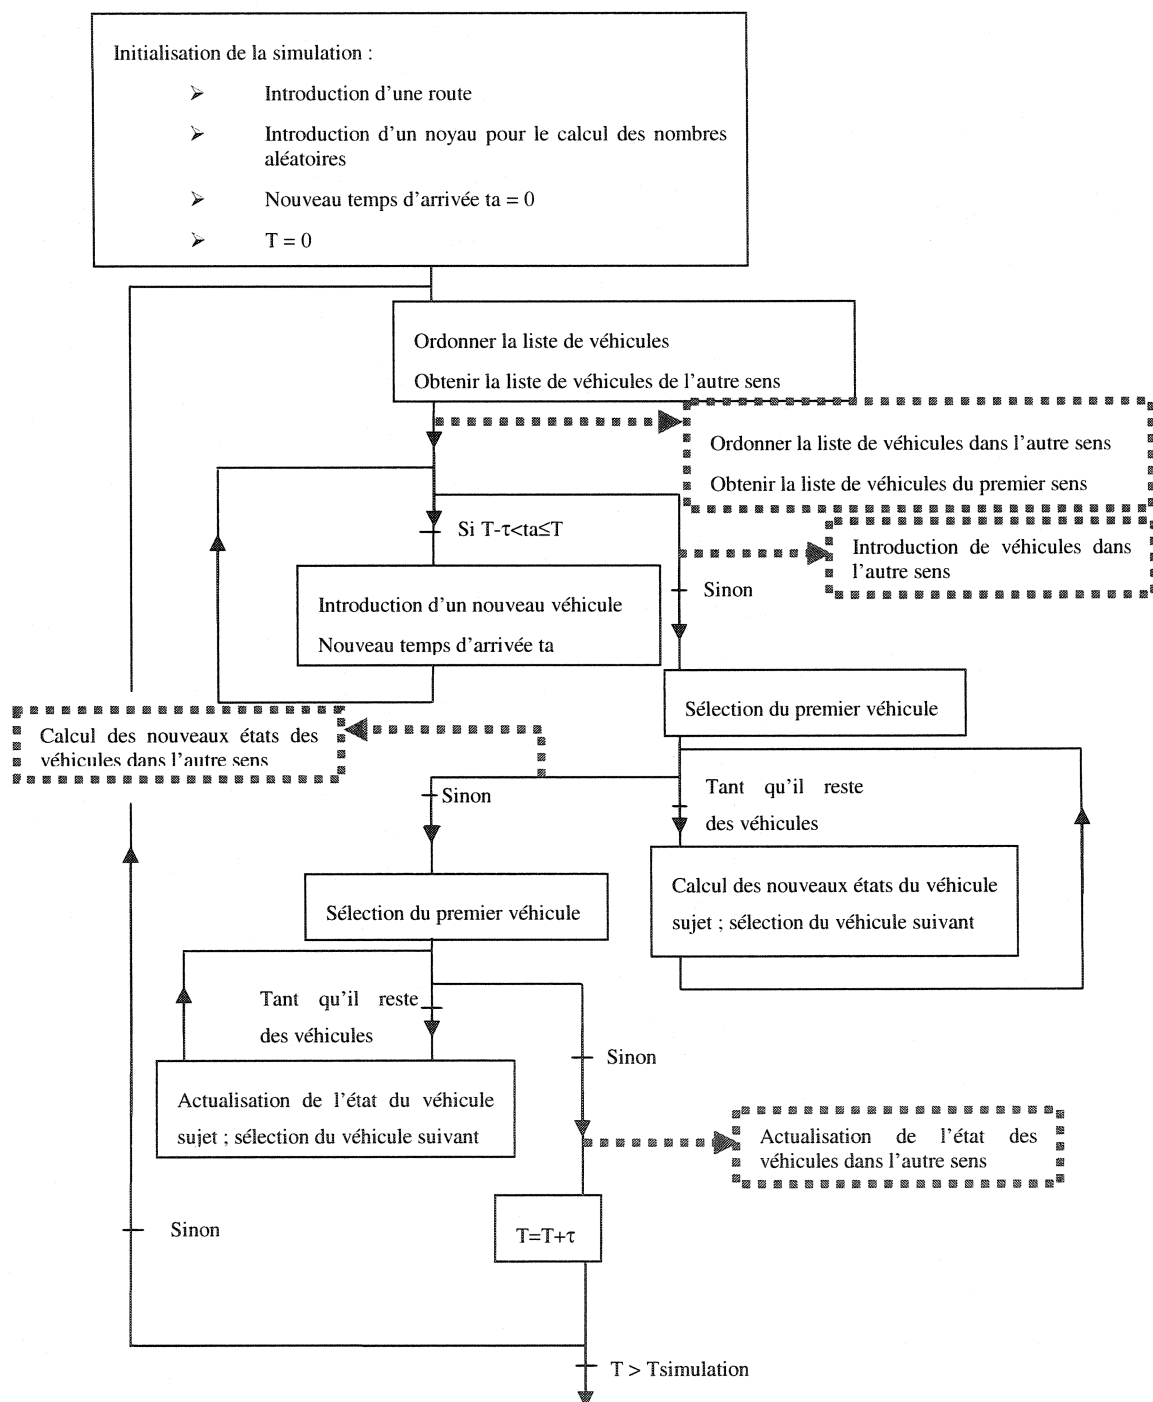 Initialisation de la simulation :
➢ Introduction d'une route
➢ Introduction d'un noyau pour le calcul des nombres
aléatoires
➢ Nouveau temps d'arrivée ta = 0
➢ T = 0
Ordonner la liste de véhicules
Obtenir la liste de véhicules de l'autre sens
Ordonner la liste de véhicules dans l'autre sens
Obtenir la liste de véhicules du premier sens
Si T-τ<ta≤T
Introduction de véhicules dans
l'autre sens
Sinon
Introduction d'un nouveau véhicule
Nouveau temps d'arrivée ta
Sélection du premier véhicule
Calcul des nouveaux états des
véhicules dans l'autre sens
Sinon
Tant qu'il reste
des véhicules
Calcul des nouveaux états du véhicule
sujet ; sélection du véhicule suivant
Sélection du premier véhicule
Tant qu'il reste
des véhicules
Sinon
Actualisation de l'état du véhicule
sujet ; sélection du véhicule suivant
Actualisation de l'état des
véhicules dans l'autre sens
Sinon
T=T+τ
T > Tsimulation